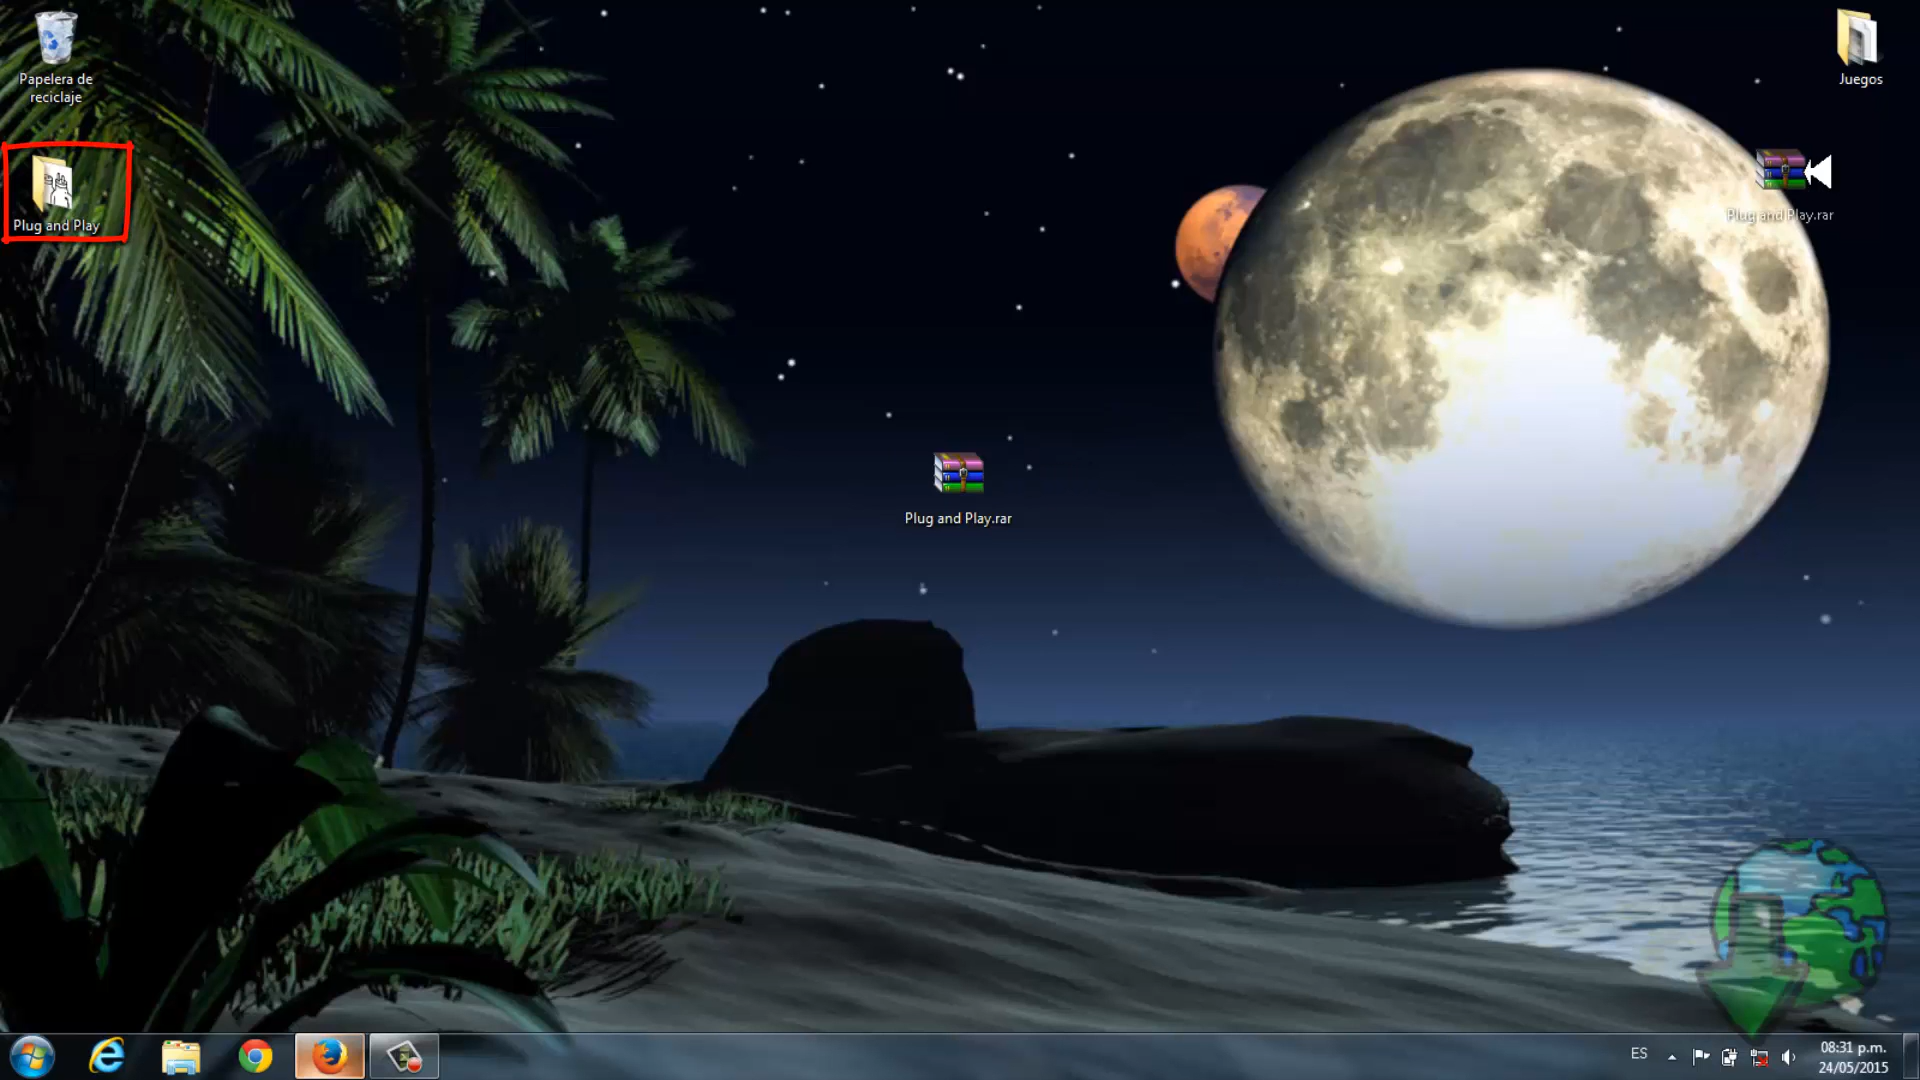 Papelera de
reciclaje
Juegos
Plug and Play
Plug and Play.rar
Plug and Play.rar
ES
08:31 p.m.
24/05/2015